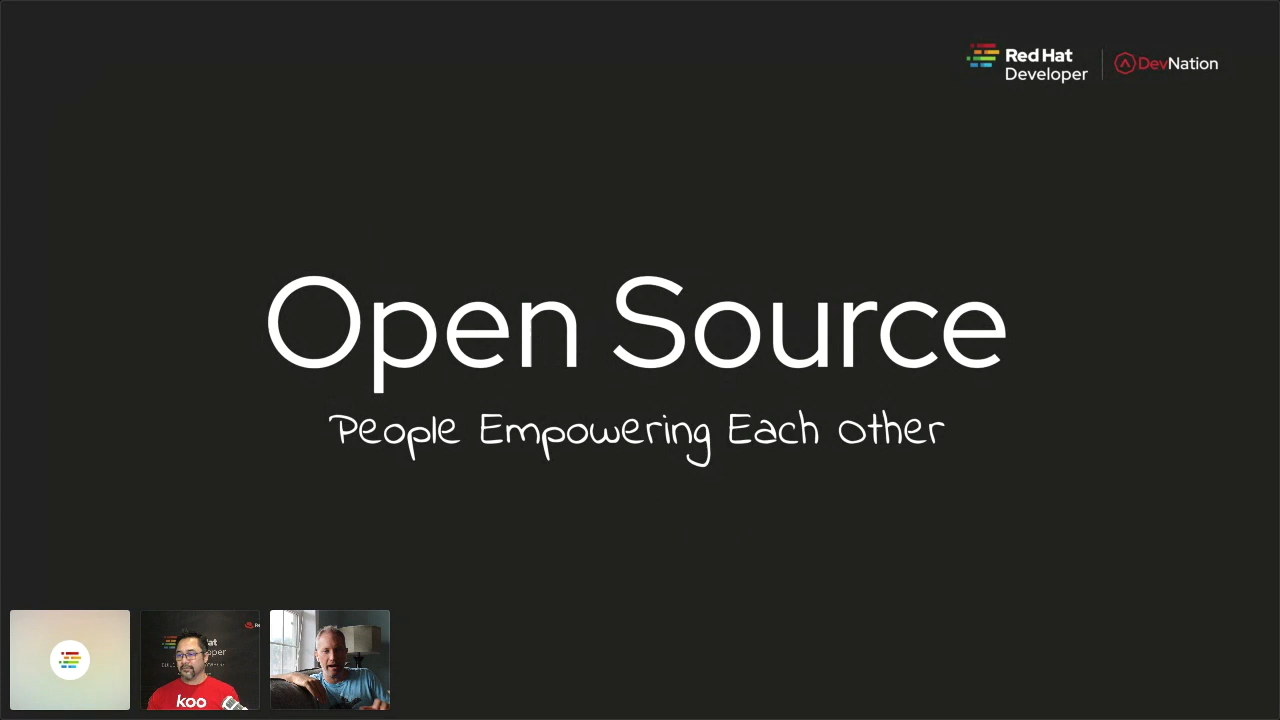 Red Hat
Developer
DevNation
Open Source
People Empowering Each Other
koo